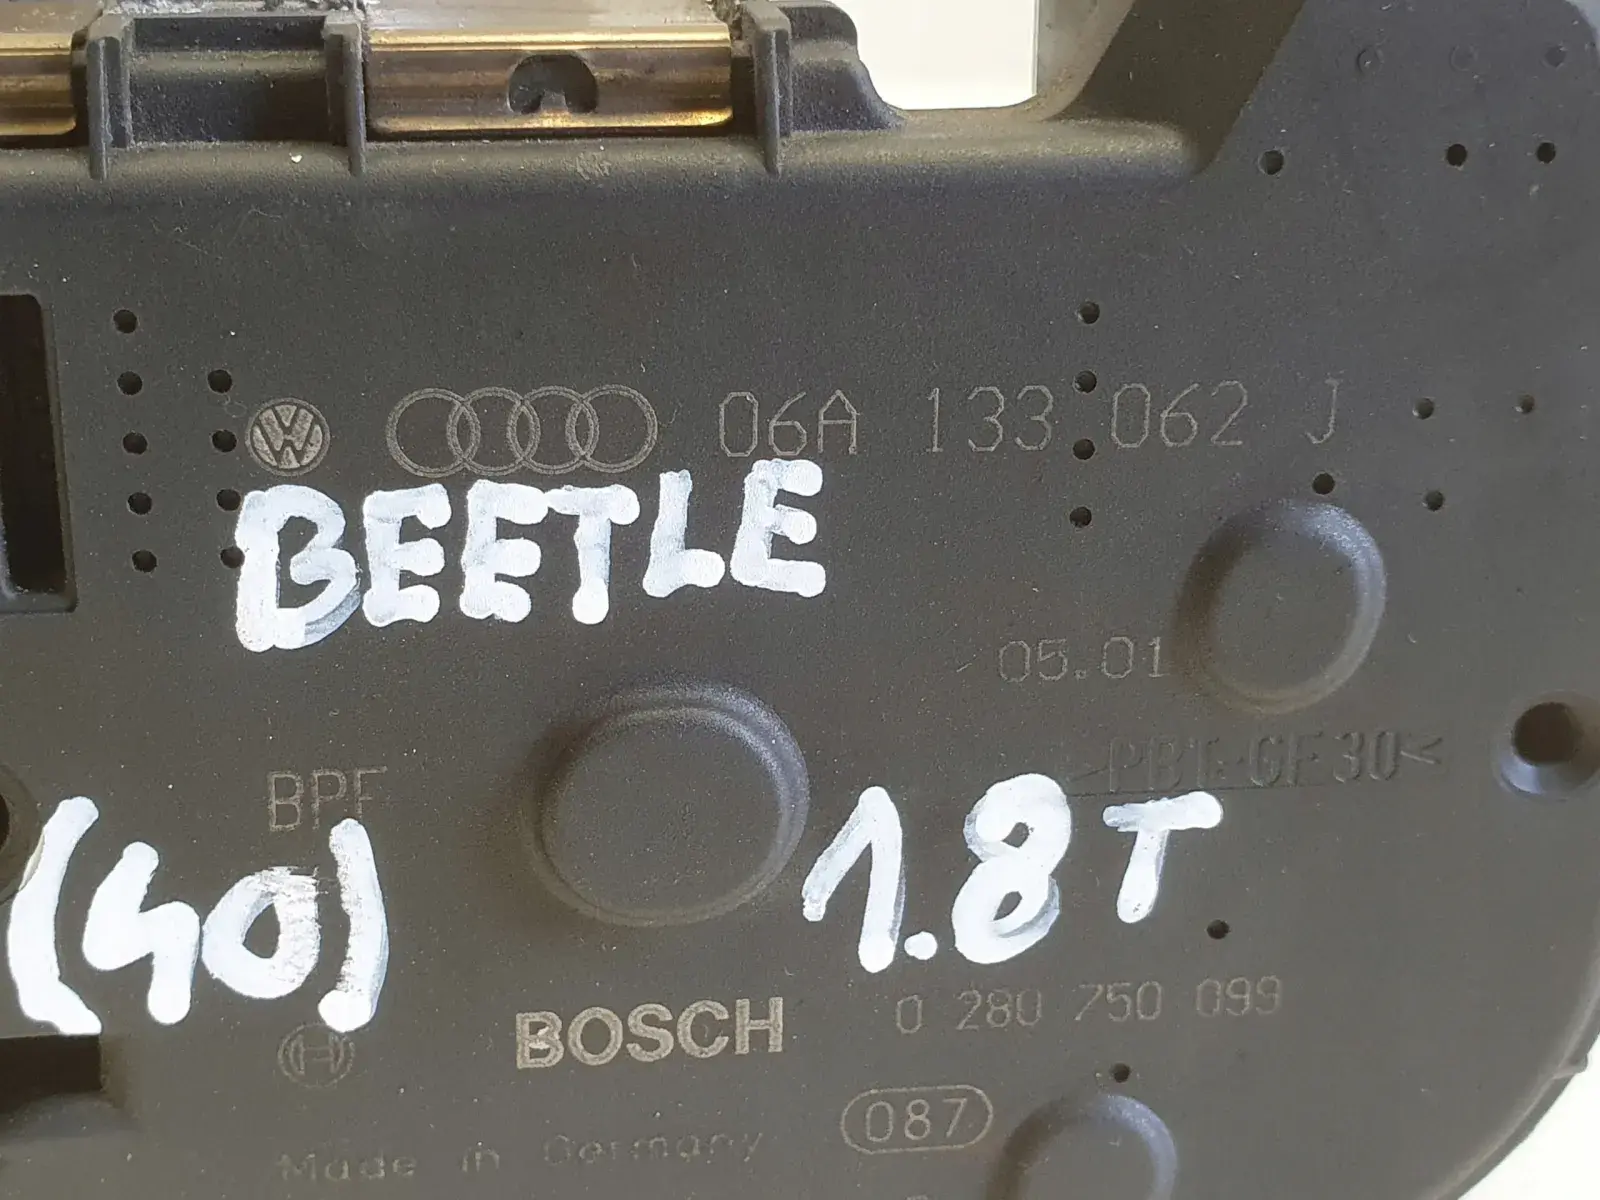 06A 133 062 J
BEETLE
05.01
>PBT-GF30<
BPF
(40)
1.8T
BOSCH 0 280 750 099
087
Made in Germany